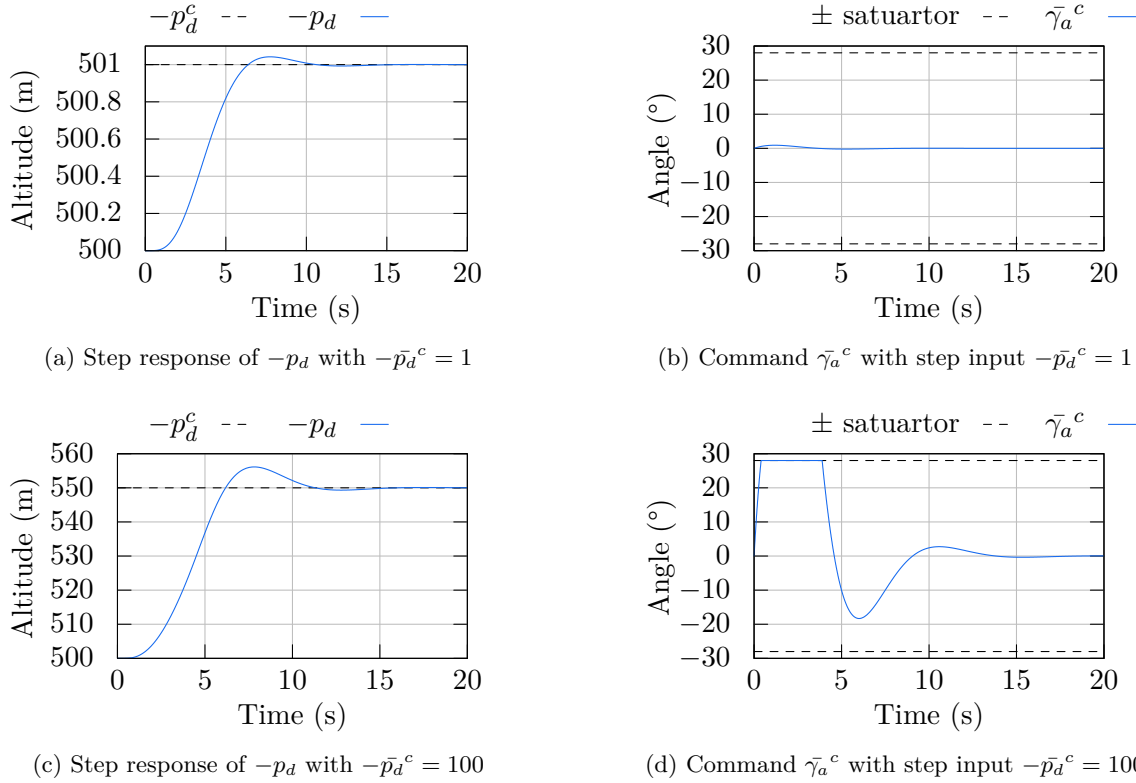 −p_d^c −p_d
Altitude (m)
501
500.8
500.6
500.4
500.2
500
0 5 10 15 20
Time (s)
(a) Step response of −p_d with −p̄_d^c = 1
± satuartor γ̄_a^c
Angle (°)
30
20
10
0
−10
−20
−30
0 5 10 15 20
Time (s)
(b) Command γ̄_a^c with step input −p̄_d^c = 1
−p_d^c −p_d
Altitude (m)
560
550
540
530
520
510
500
0 5 10 15 20
Time (s)
(c) Step response of −p_d with −p̄_d^c = 100
± satuartor γ̄_a^c
Angle (°)
30
20
10
0
−10
−20
−30
0 5 10 15 20
Time (s)
(d) Command γ̄_a^c with step input −p̄_d^c = 100